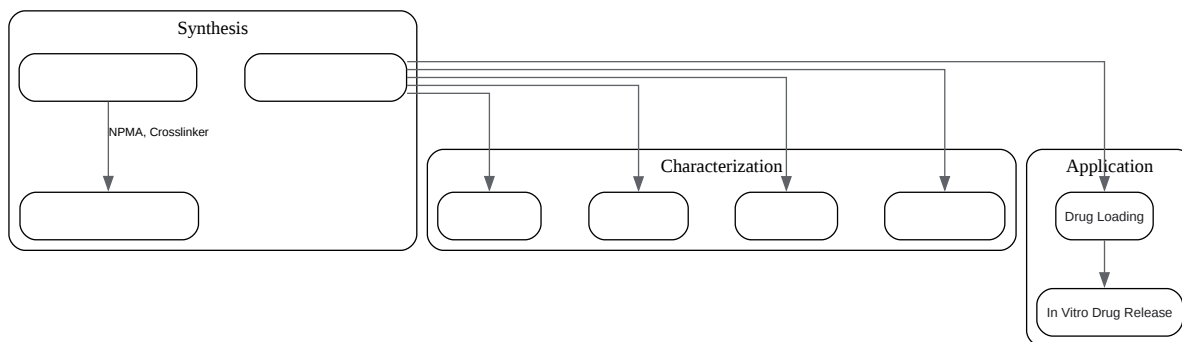 Synthesis
NPMA, Crosslinker
Characterization
Application
Drug Loading
In Vitro Drug Release